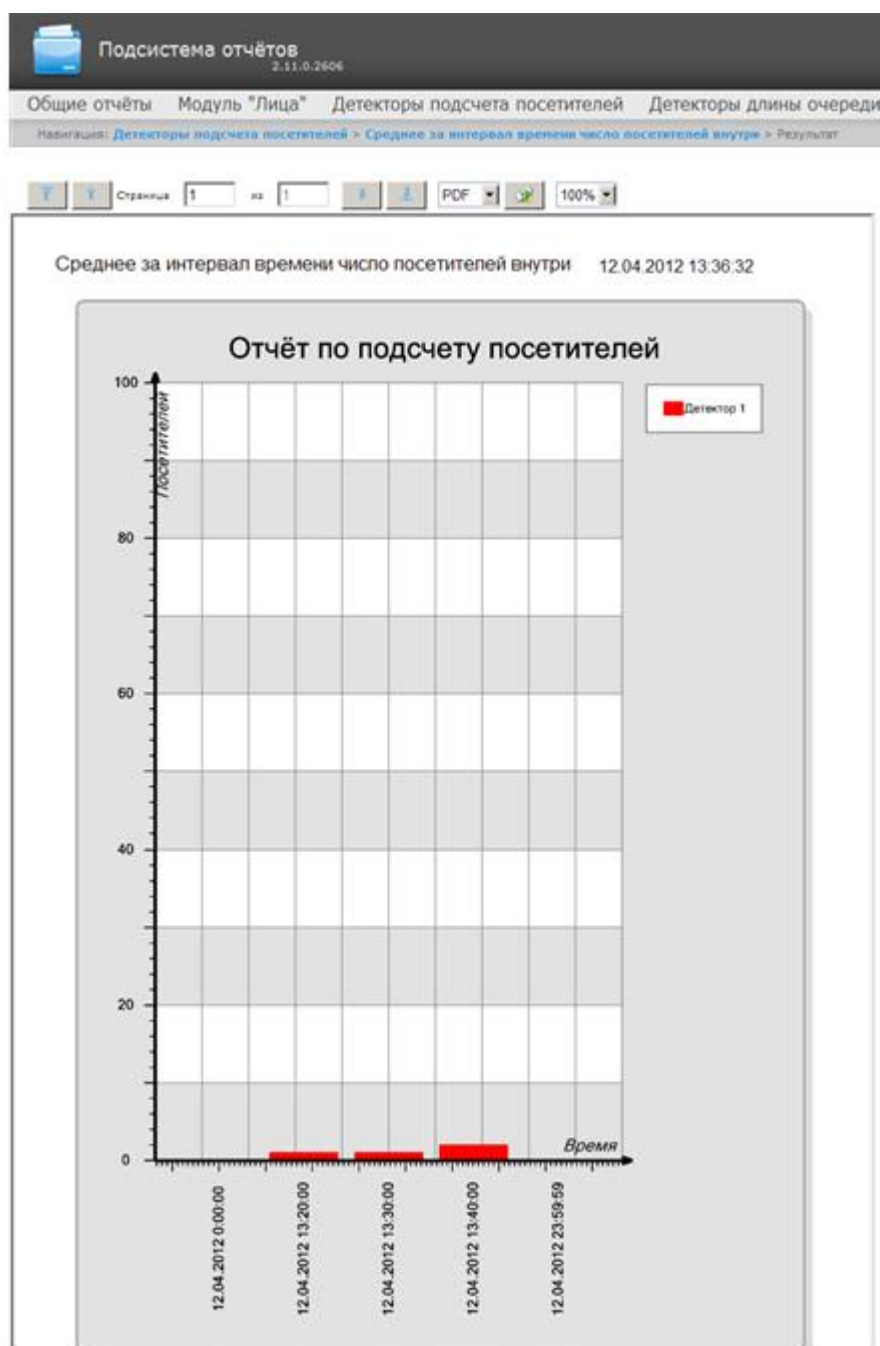 Подсистема отчётов
2.11.0.2606
Общие отчёты Модуль "Лица" Детекторы подсчета посетителей Детекторы длины очереди
Навигация: Детекторы подсчета посетителей > Среднее за интервал времени число посетителей внутри > Результат
Страница 1 из 1 PDF 100%
Среднее за интервал времени число посетителей внутри 12.04.2012 13:36:32
Отчёт по подсчету посетителей
Посетителей
Детектор 1
100
80
60
40
20
0
Время
12.04.2012 0:00:00
12.04.2012 13:20:00
12.04.2012 13:30:00
12.04.2012 13:40:00
12.04.2012 23:59:59